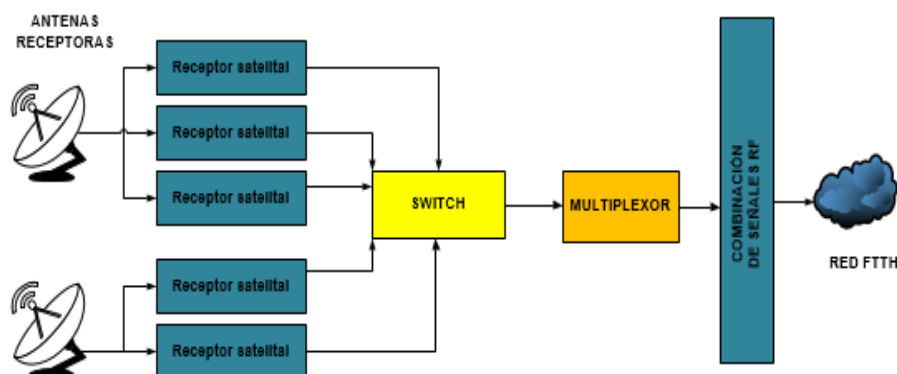 ANTENAS
RECEPTORAS
Receptor satelital
Receptor satelital
Receptor satelital
Receptor satelital
Receptor satelital
SWITCH
MULTIPLEXOR
COMBINACIÓN
DE SEÑALES RF
RED FTTH